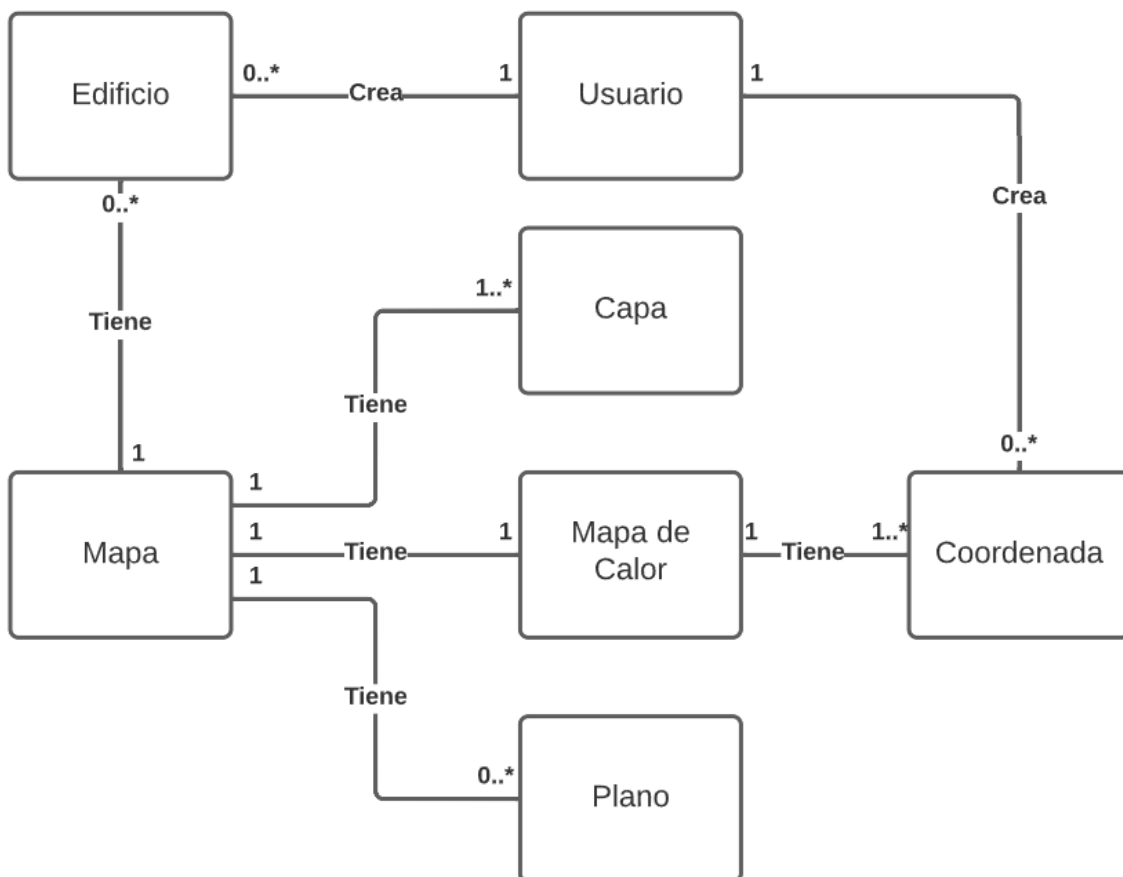 Edificio
0..*
Crea
1
Usuario
1
0..*
Crea
1..*
Capa
Tiene
Tiene
0..*
1
1
1
Tiene
1
Mapa de
Calor
1
Tiene
1..*
Coordenada
Mapa
1
Tiene
0..*
Plano